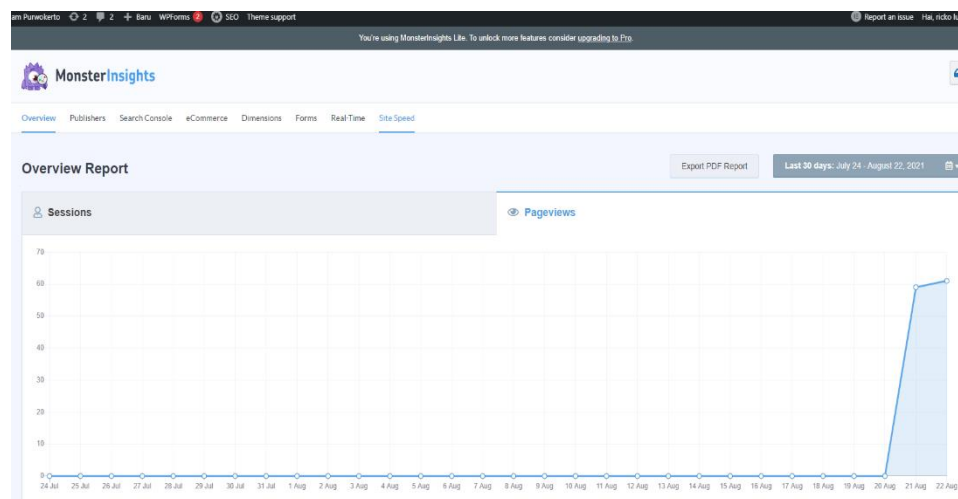 am Purwokerto 2 2 + Baru WPForms 2 SEO Theme support Report an issue Hai, ricko lu
You're using MonsterInsights Lite. To unlock more features consider upgrading to Pro.
MonsterInsights
Overview Publishers Search Console eCommerce Dimensions Forms Real-Time Site Speed
Overview Report Export PDF Report Last 30 days: July 24 - August 22, 2021
Sessions Pageviews
70
60
50
40
30
20
10
0
24 Jul 25 Jul 26 Jul 27 Jul 28 Jul 29 Jul 30 Jul 31 Jul 1 Aug 2 Aug 3 Aug 4 Aug 5 Aug 6 Aug 7 Aug 8 Aug 9 Aug 10 Aug 11 Aug 12 Aug 13 Aug 14 Aug 15 Aug 16 Aug 17 Aug 18 Aug 19 Aug 20 Aug 21 Aug 22 Aug